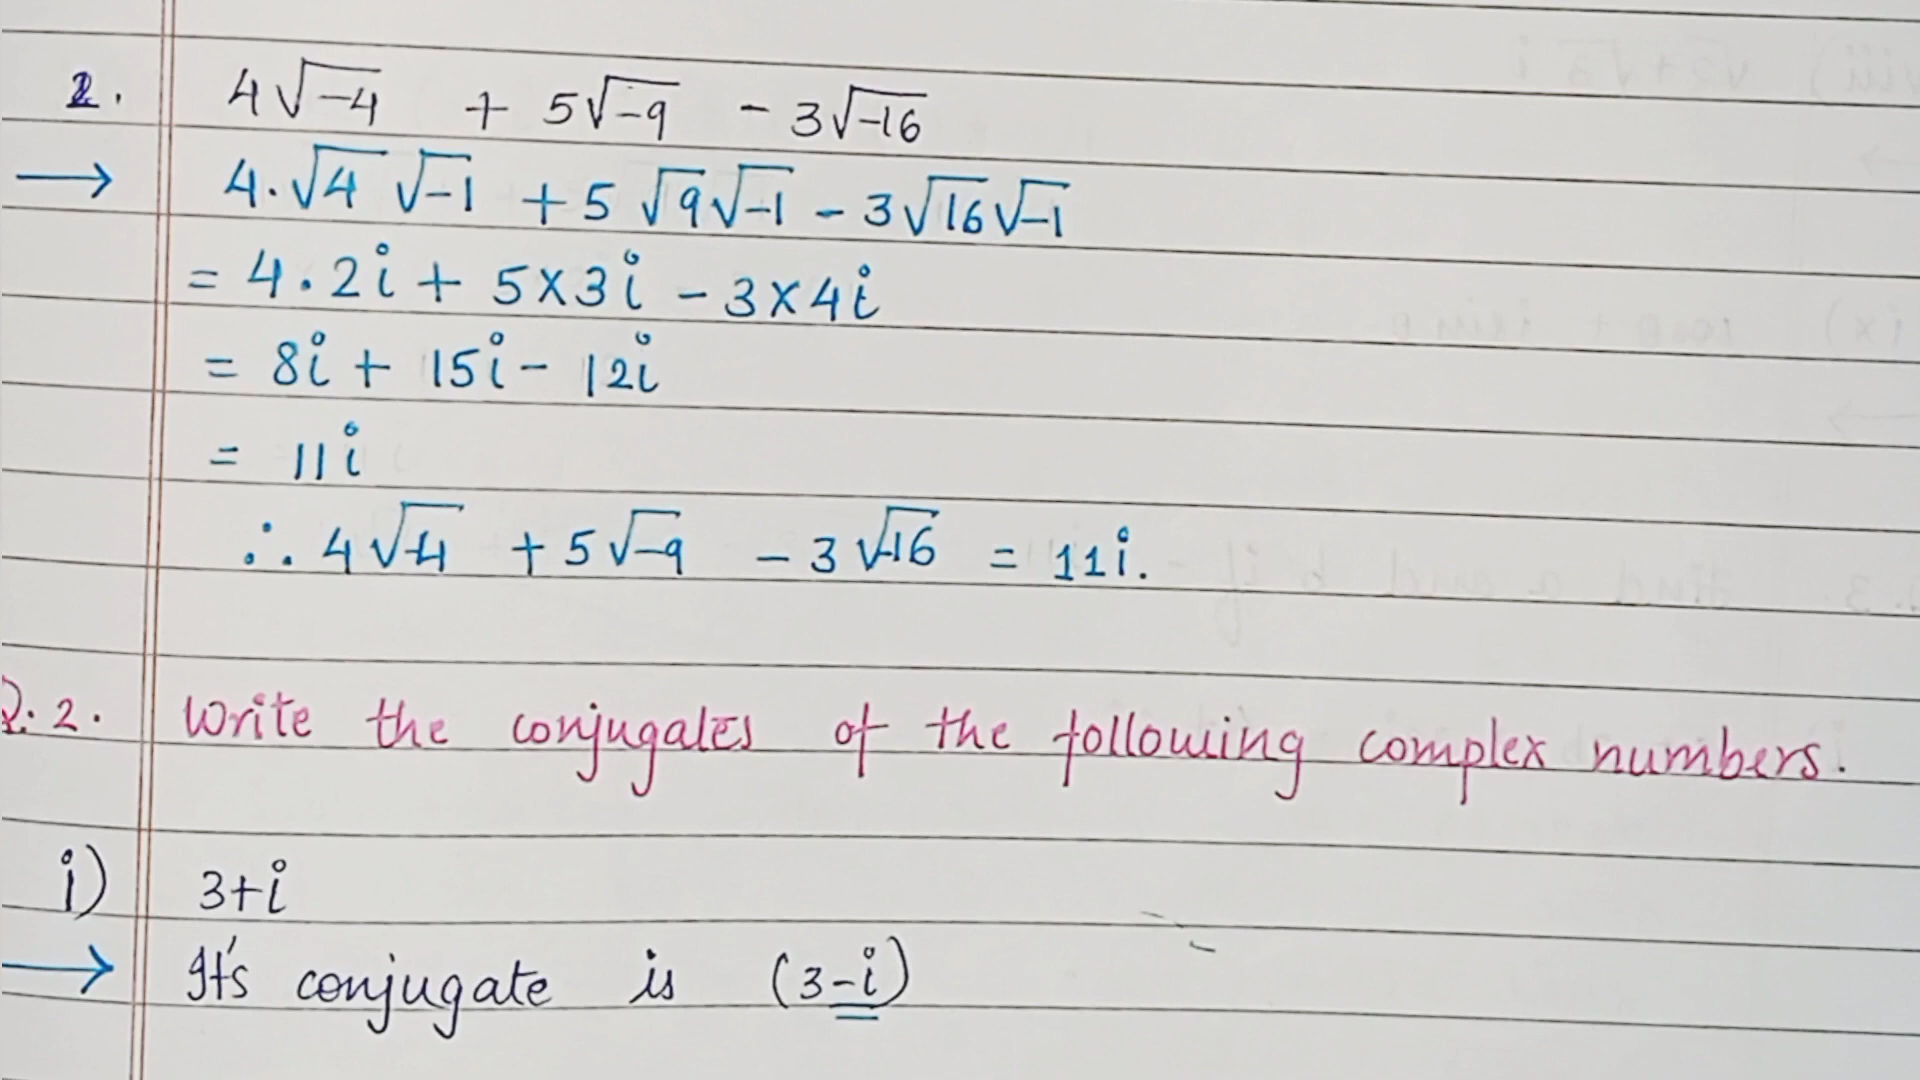 2. 4√-4 + 5√-9 - 3√-16
→ 4.√4 √-1 + 5 √9 √-1 - 3√16 √-1
= 4.2i + 5×3i - 3×4i
= 8i + 15i - 12i
= 11i
∴ 4√-4 + 5√-9 - 3√-16 = 11i.
Q.2. Write the conjugates of the following complex numbers.
i) 3+i
→ It's conjugate is (3-i)